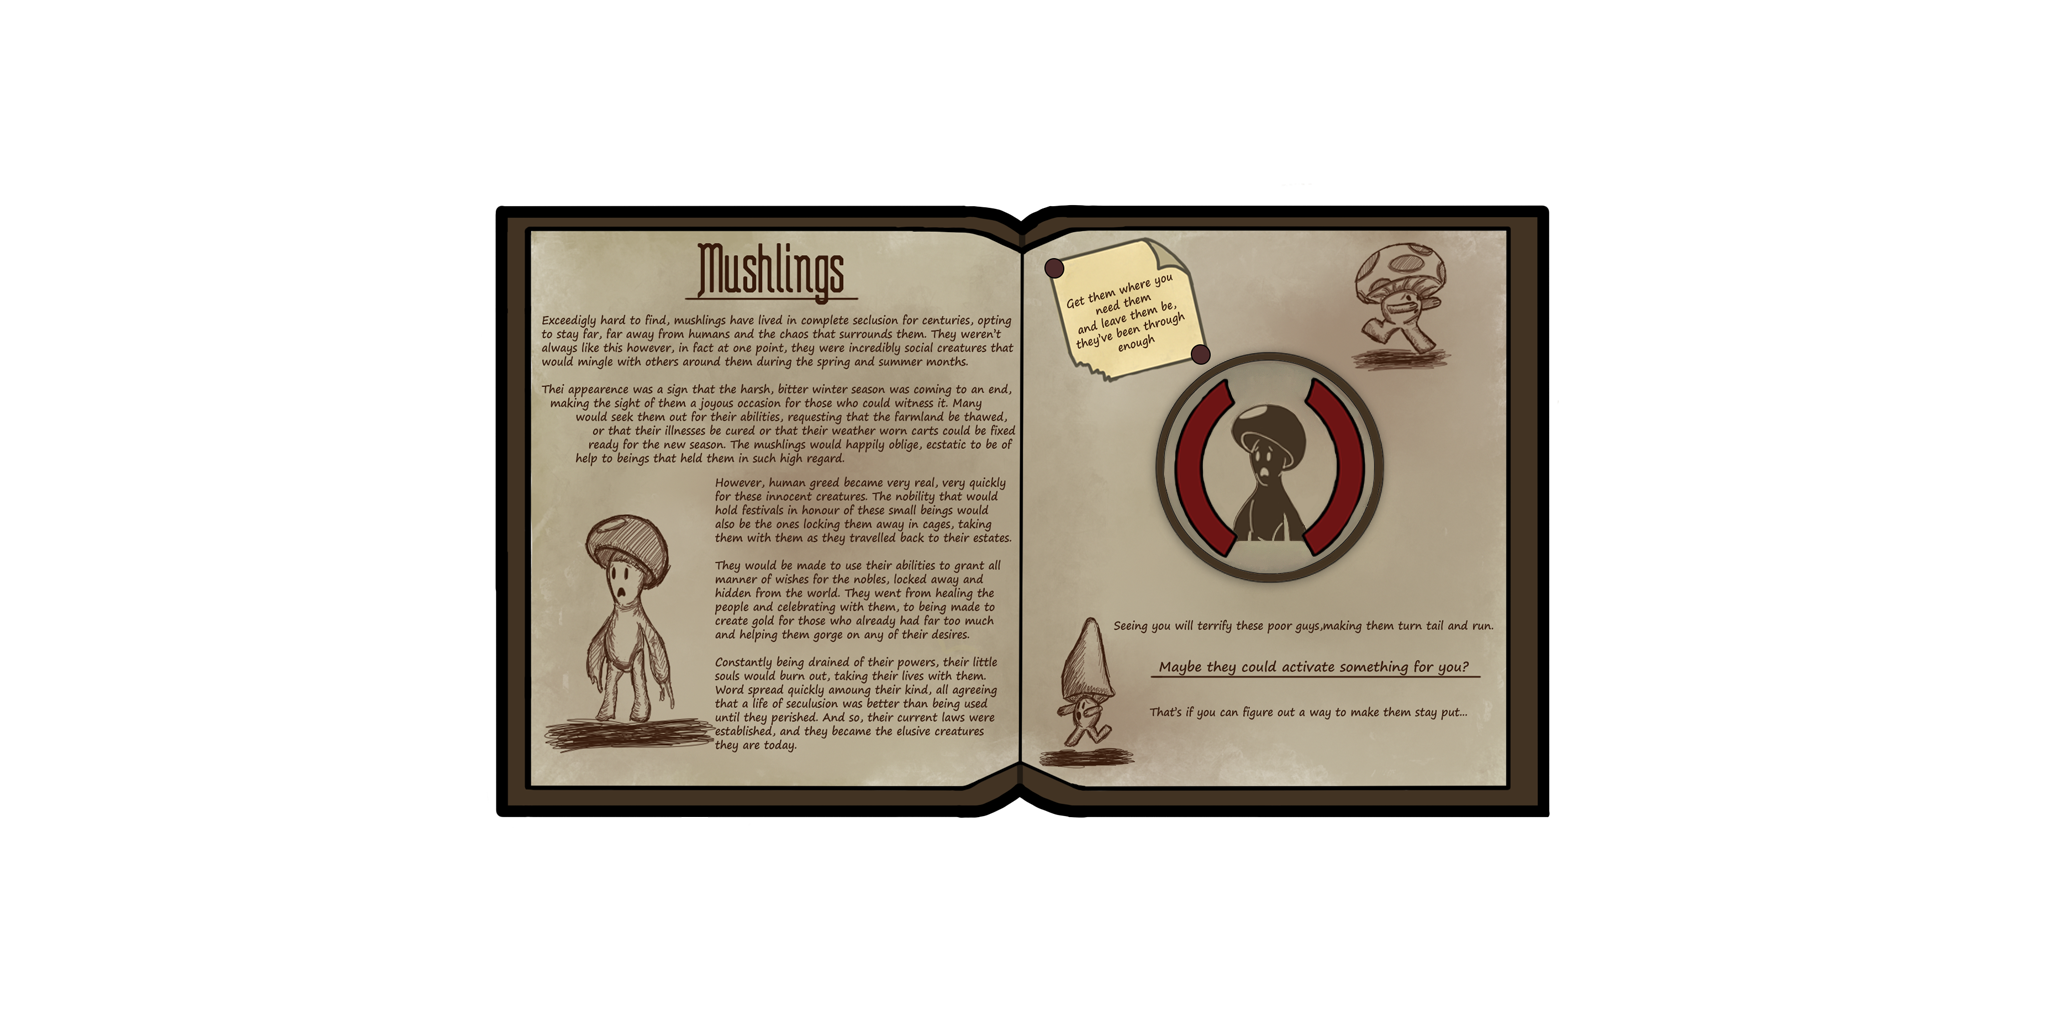 Mushlings
Exceedigly hard to find, mushlings have lived in complete seclusion for centuries, opting
to stay far, far away from humans and the chaos that surrounds them. They weren't
always like this however, in fact at one point, they were incredibly social creatures that
would mingle with others around them during the spring and summer months.
Thei appearence was a sign that the harsh, bitter winter season was coming to an end,
making the sight of them a joyous occasion for those who could witness it. Many
would seek them out for their abilities, requesting that the farmland be thawed,
or that their illnesses be cured or that their weather worn carts could be fixed
ready for the new season. The mushlings would happily oblige, ecstatic to be of
help to beings that held them in such high regard.
However, human greed became very real, very quickly
for these innocent creatures. The nobility that would
hold festivals in honour of these small beings would
also be the ones locking them away in cages, taking
them with them as they travelled back to their estates.
They would be made to use their abilities to grant all
manner of wishes for the nobles, locked away and
hidden from the world. They went from healing the
people and celebrating with them, to being made to
create gold for those who already had far too much
and helping them gorge on any of their desires.
Constantly being drained of their powers, their little
souls would burn out, taking their lives with them.
Word spread quickly amoung their kind, all agreeing
that a life of seculusion was better than being used
until they perished. And so, their current laws were
established, and they became the elusive creatures
they are today.
Get them where you
need them
and leave them be,
they've been through
enough
Seeing you will terrify these poor guys,making them turn tail and run.
Maybe they could activate something for you?
That's if you can figure out a way to make them stay put...